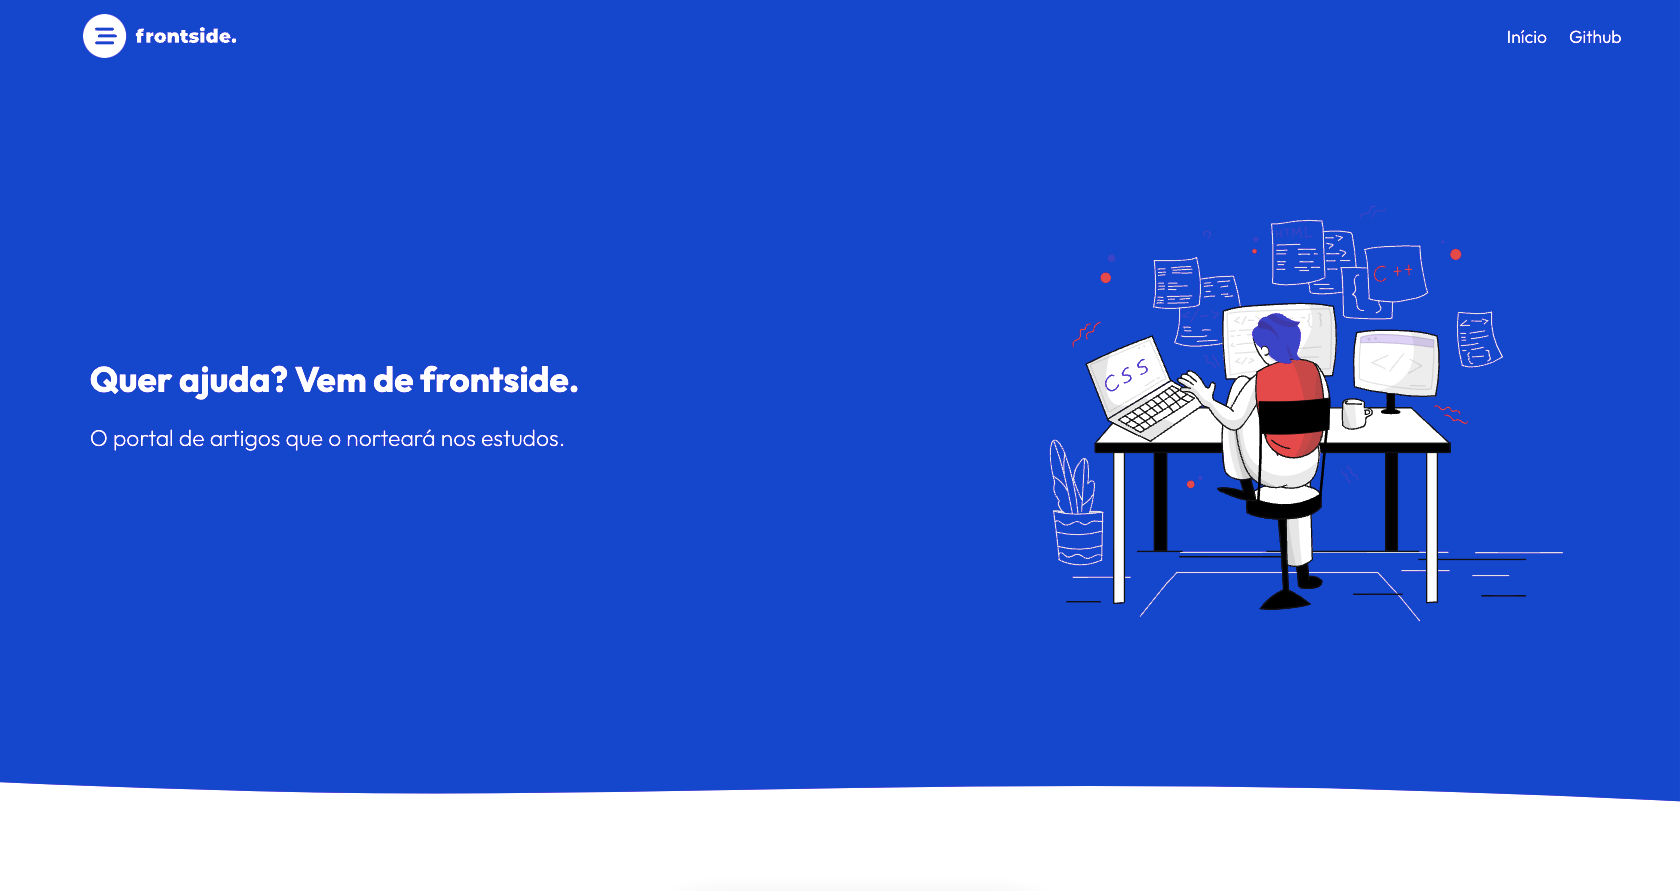 frontside.
Início Github
Quer ajuda? Vem de frontside.
O portal de artigos que o norteará nos estudos.
HTML
C ++
</>
CSS
</>